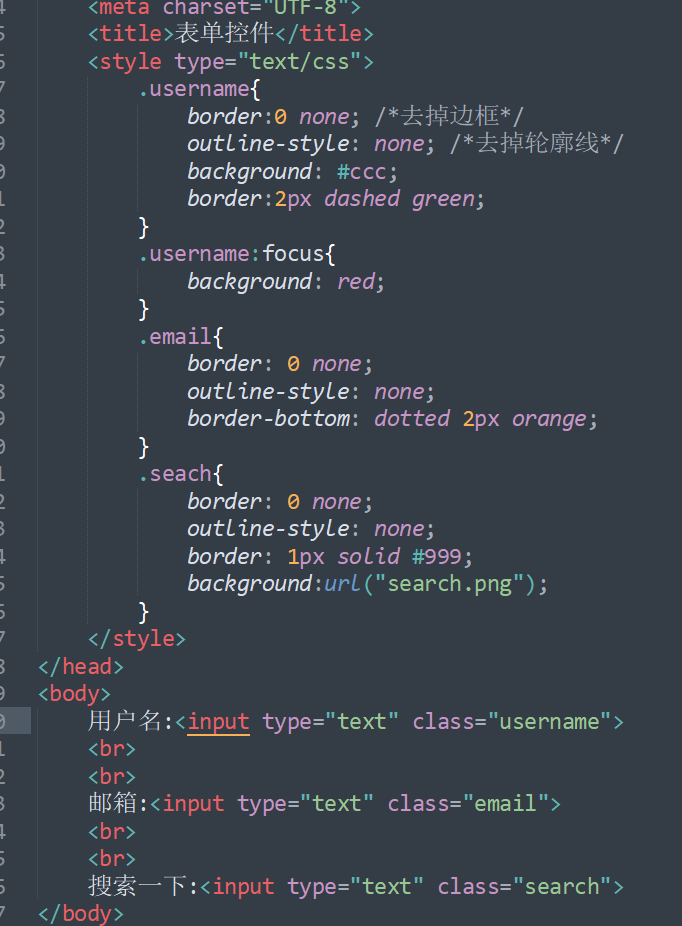 <meta charset="UTF-8">
<title>表单控件</title>
<style type="text/css">
.username{
border:0 none; /*去掉边框*/
outline-style: none; /*去掉轮廓线*/
background: #ccc;
border:2px dashed green;
}
.username:focus{
background: red;
}
.email{
border: 0 none;
outline-style: none;
border-bottom: dotted 2px orange;
}
.seach{
border: 0 none;
outline-style: none;
border: 1px solid #999;
background:url("search.png");
}
</style>
</head>
<body>
用户名:<input type="text" class="username">
<br>
<br>
邮箱:<input type="text" class="email">
<br>
<br>
搜索一下:<input type="text" class="search">
</body>